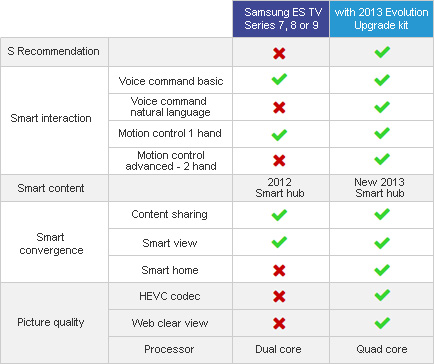 Samsung ES TV
Series 7, 8 or 9
with 2013 Evolution
Upgrade kit
S Recommendation
Smart interaction
Voice command basic
Voice command
natural language
Motion control 1 hand
Motion control
advanced - 2 hand
Smart content
2012
Smart hub
New 2013
Smart hub
Smart
convergence
Content sharing
Smart view
Smart home
Picture quality
HEVC codec
Web clear view
Processor
Dual core
Quad core